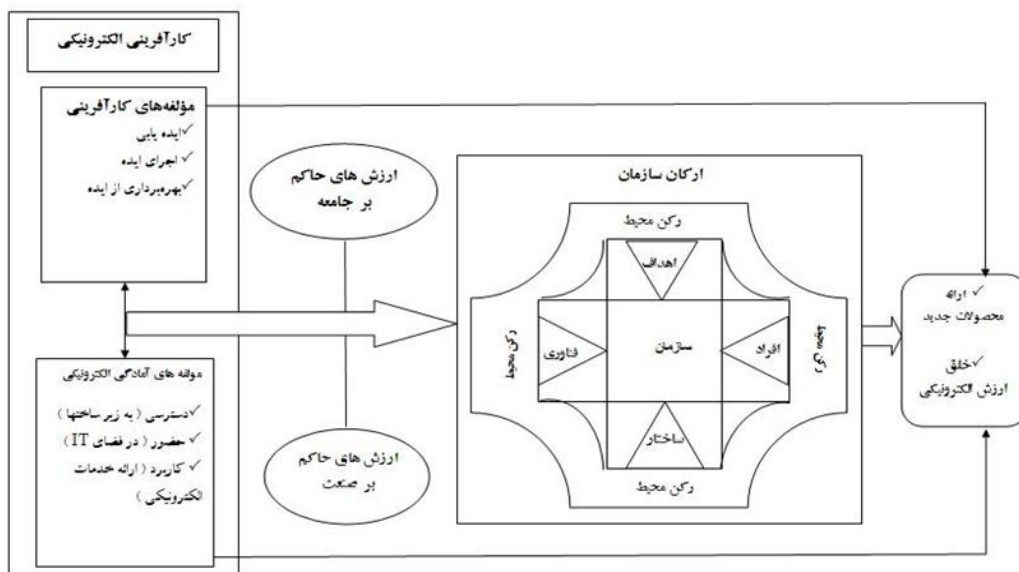 کارآفرینی الکترونیکی
مؤلفه‌های کارآفرینی
✓ایده یابی
✓اجرای ایده
✓بهره‌برداری از ایده
مولفه های آمادگی الکترونیکی
✓دسترسی ( به زیر ساختها )
✓حضور ( در فضای IT )
✓ کاربرد ( ارائه خدمات
الکترونیکی )
ارزش های حاکم
بر جامعه
ارزش های حاکم
بر صنعت
ارکان سازمان
رکن محیط
اهداف
رکن محیط
فناوری
سازمان
افراد
رکن محیط
ساختار
رکن محیط
✓ ارائه
محصولات جدید
✓خلق
ارزش الکترونیکی